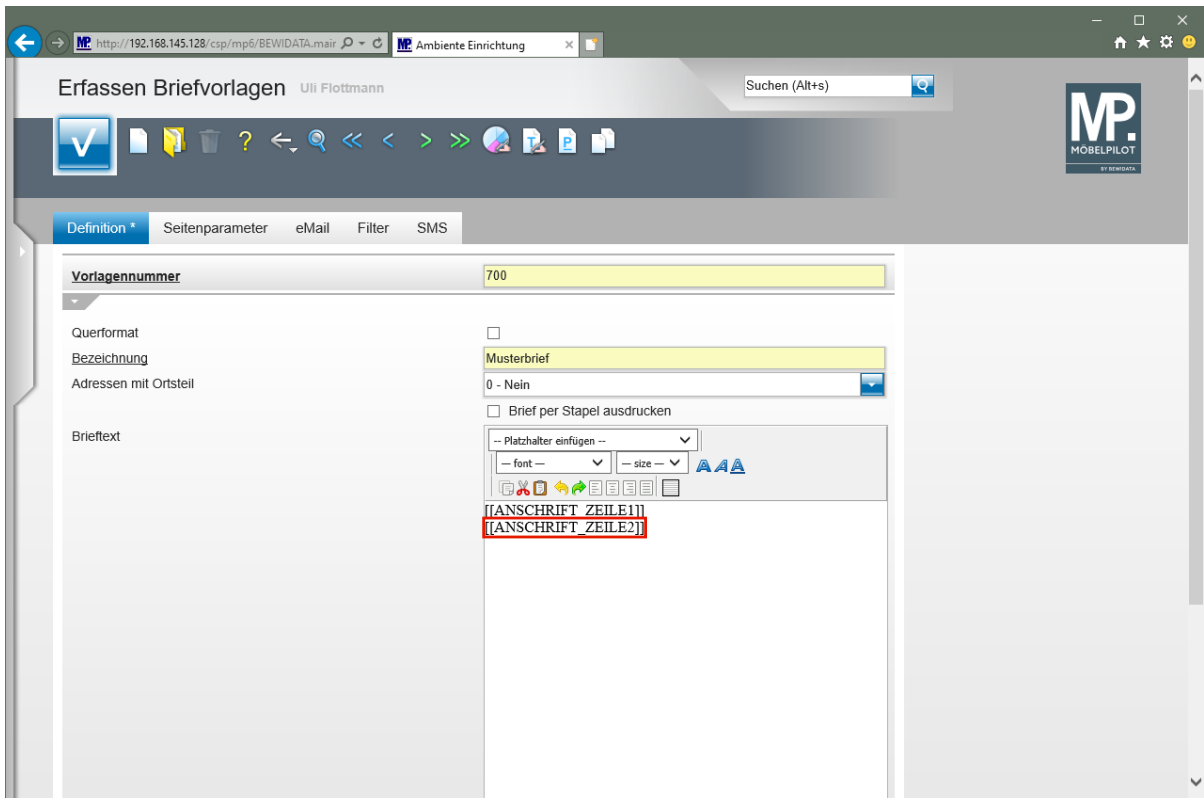 http://192.168.145.128/csp/mp6/BEWIDATA.mair
MP. Ambiente Einrichtung
Erfassen Briefvorlagen Uli Flottmann
Suchen (Alt+s)
MP.
MÖBELPILOT
BY BEWIDATA
Definition * Seitenparameter eMail Filter SMS
Vorlagennummer 700
Querformat
Bezeichnung Musterbrief
Adressen mit Ortsteil 0 - Nein
Brief per Stapel ausdrucken
Brieftext -- Platzhalter einfügen --
— font — — size — A A A
[[ANSCHRIFT_ZEILE1]]
[[ANSCHRIFT_ZEILE2]]